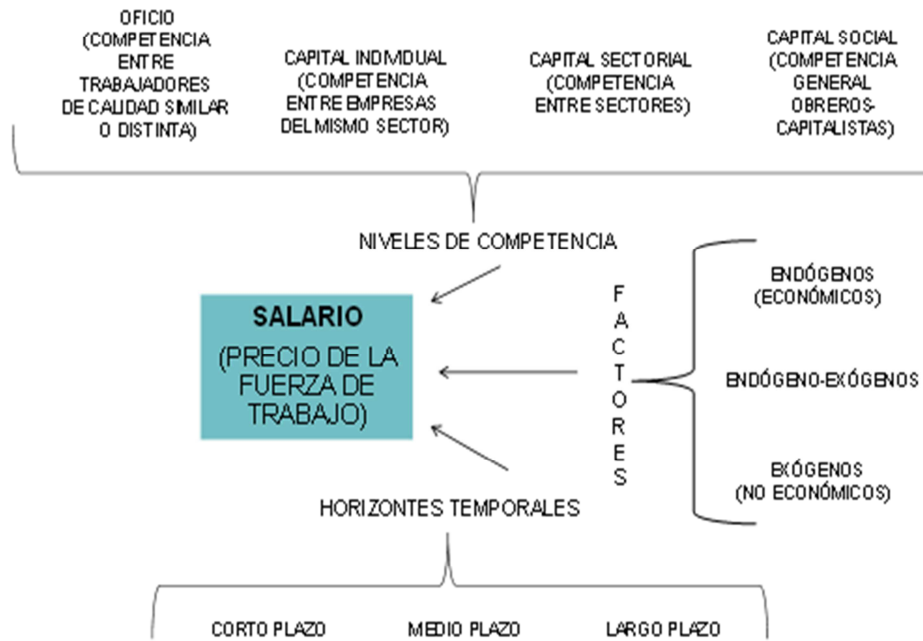 OFICIO
(COMPETENCIA
ENTRE
TRABAJADORES
DE CALIDAD SIMILAR
O DISTINTA)
CAPITAL INDIVIDUAL
(COMPETENCIA
ENTRE EMPRESAS
DEL MISMO SECTOR)
CAPITAL SECTORIAL
(COMPETENCIA
ENTRE SECTORES)
CAPITAL SOCIAL
(COMPETENCIA
GENERAL
OBREROS-
CAPITALISTAS)
NIVELES DE COMPETENCIA
SALARIO
(PRECIO DE LA
FUERZA DE
TRABAJO)
FACTORES
ENDÓGENOS
(ECONÓMICOS)
ENDÓGENO-EXÓGENOS
EXÓGENOS
(NO ECONÓMICOS)
HORIZONTES TEMPORALES
CORTO PLAZO
MEDIO PLAZO
LARGO PLAZO